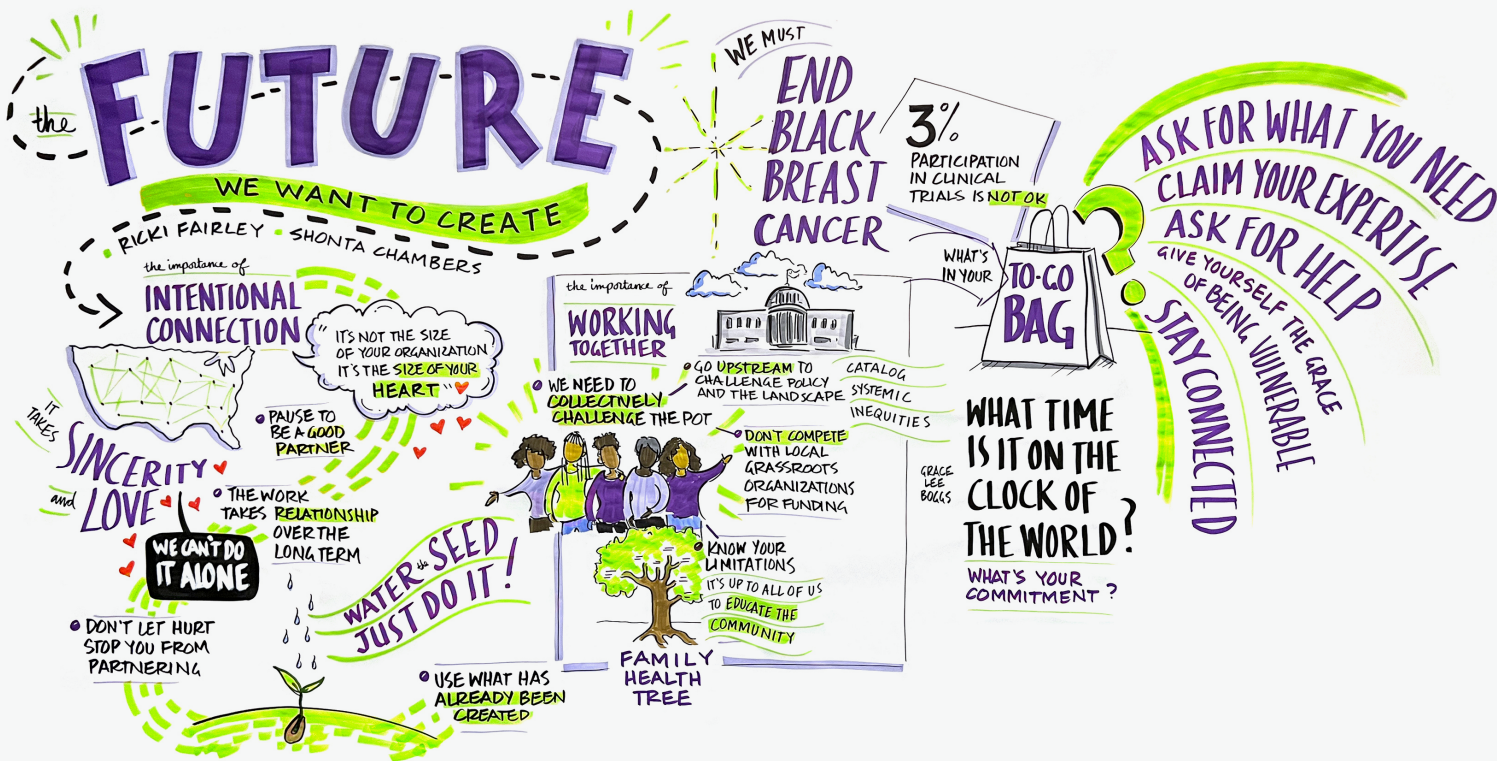 the
FUTURE
WE WANT TO CREATE
RICKI FAIRLEY • SHONTA CHAMBERS
the importance of
INTENTIONAL
CONNECTION
IT'S NOT THE SIZE
OF YOUR ORGANIZATION
IT'S THE SIZE OF YOUR
HEART"
• PAUSE TO
BE A GOOD
PARTNER
IT
TAKES
SINCERITY
and
LOVE
WE CAN'T DO
IT ALONE
• THE WORK
TAKES RELATIONSHIP
OVER THE
LONG TERM
• DON'T LET HURT
STOP YOU FROM
PARTNERING
WATER the SEED
JUST DO IT!
• USE WHAT HAS
ALREADY BEEN
CREATED
WE MUST
END
BLACK
BREAST
CANCER
3%
PARTICIPATION
IN CLINICAL
TRIALS IS NOT OK
the importance of
WORKING
TOGETHER
• WE NEED TO
COLLECTIVELY
CHALLENGE THE POT
• GO UPSTREAM TO
CHALLENGE POLICY
AND THE LANDSCAPE
CATALOG
SYSTEMIC
INEQUITIES
• DON'T COMPETE
WITH LOCAL
GRASSROOTS
ORGANIZATIONS
FOR FUNDING
• KNOW YOUR
LIMITATIONS
IT'S UP TO ALL OF US
TO EDUCATE THE
COMMUNITY
FAMILY
HEALTH
TREE
WHAT'S
IN YOUR
TO-GO
BAG
?
ASK FOR WHAT YOU NEED
CLAIM YOUR EXPERTISE
ASK FOR HELP
GIVE YOURSELF THE GRACE
OF BEING VULNERABLE
STAY CONNECTED
GRACE
LEE
BOGGS
WHAT TIME
IS IT ON THE
CLOCK OF
THE WORLD?
WHAT'S YOUR
COMMITMENT?